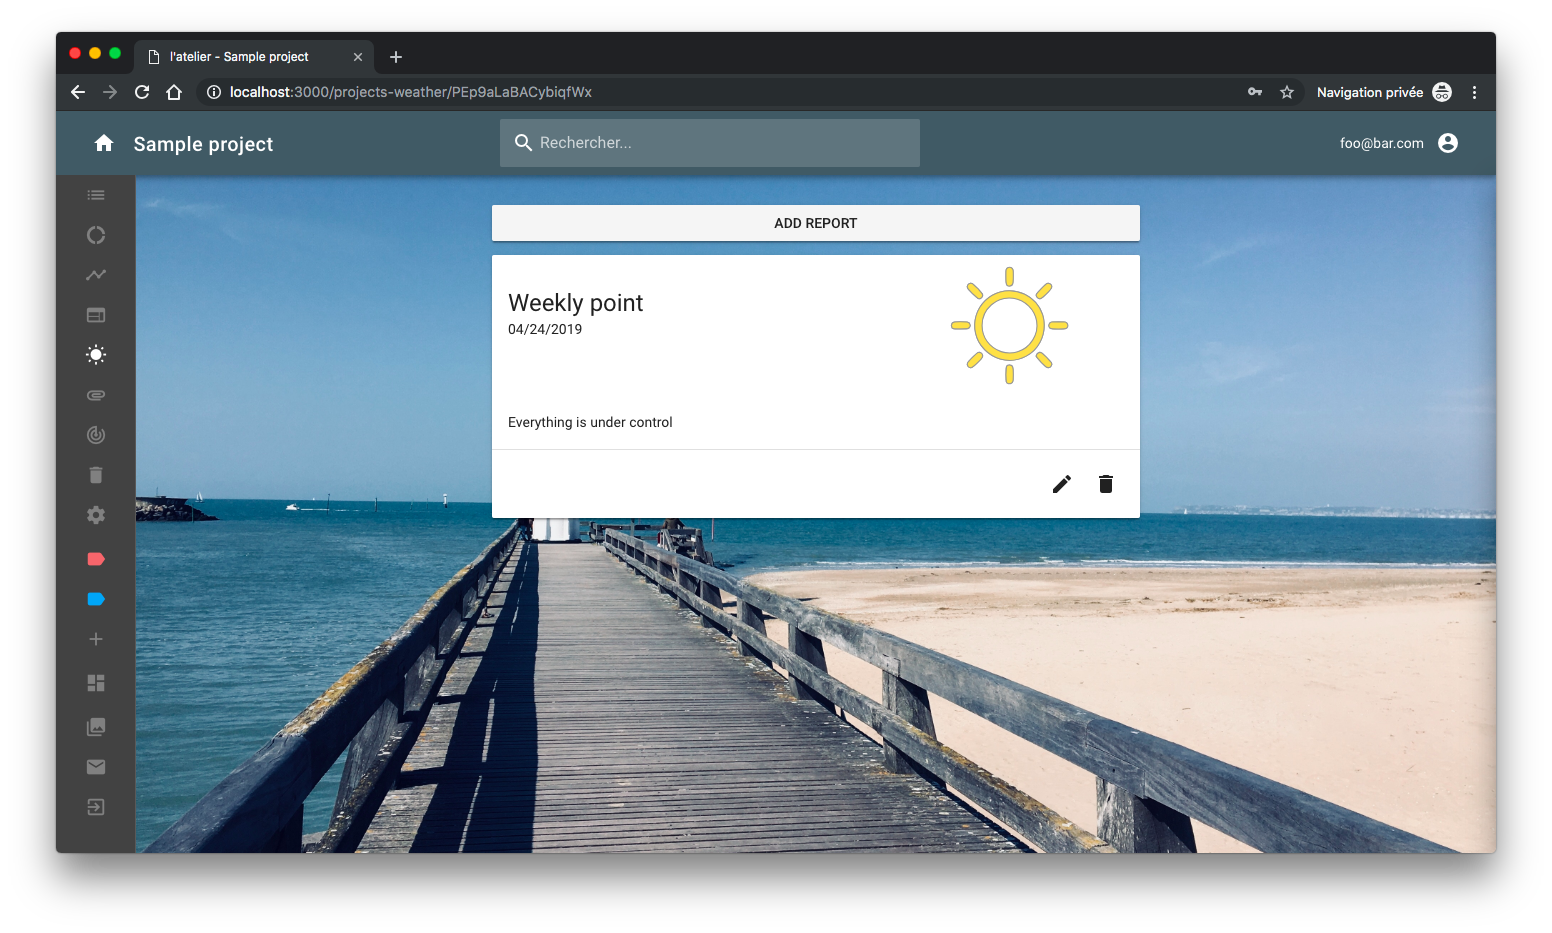 l'atelier - Sample project
localhost:3000/projects-weather/PEp9aLaBACybiqfWx
Navigation privée
Sample project
Rechercher...
foo@bar.com
ADD REPORT
Weekly point
04/24/2019
Everything is under control